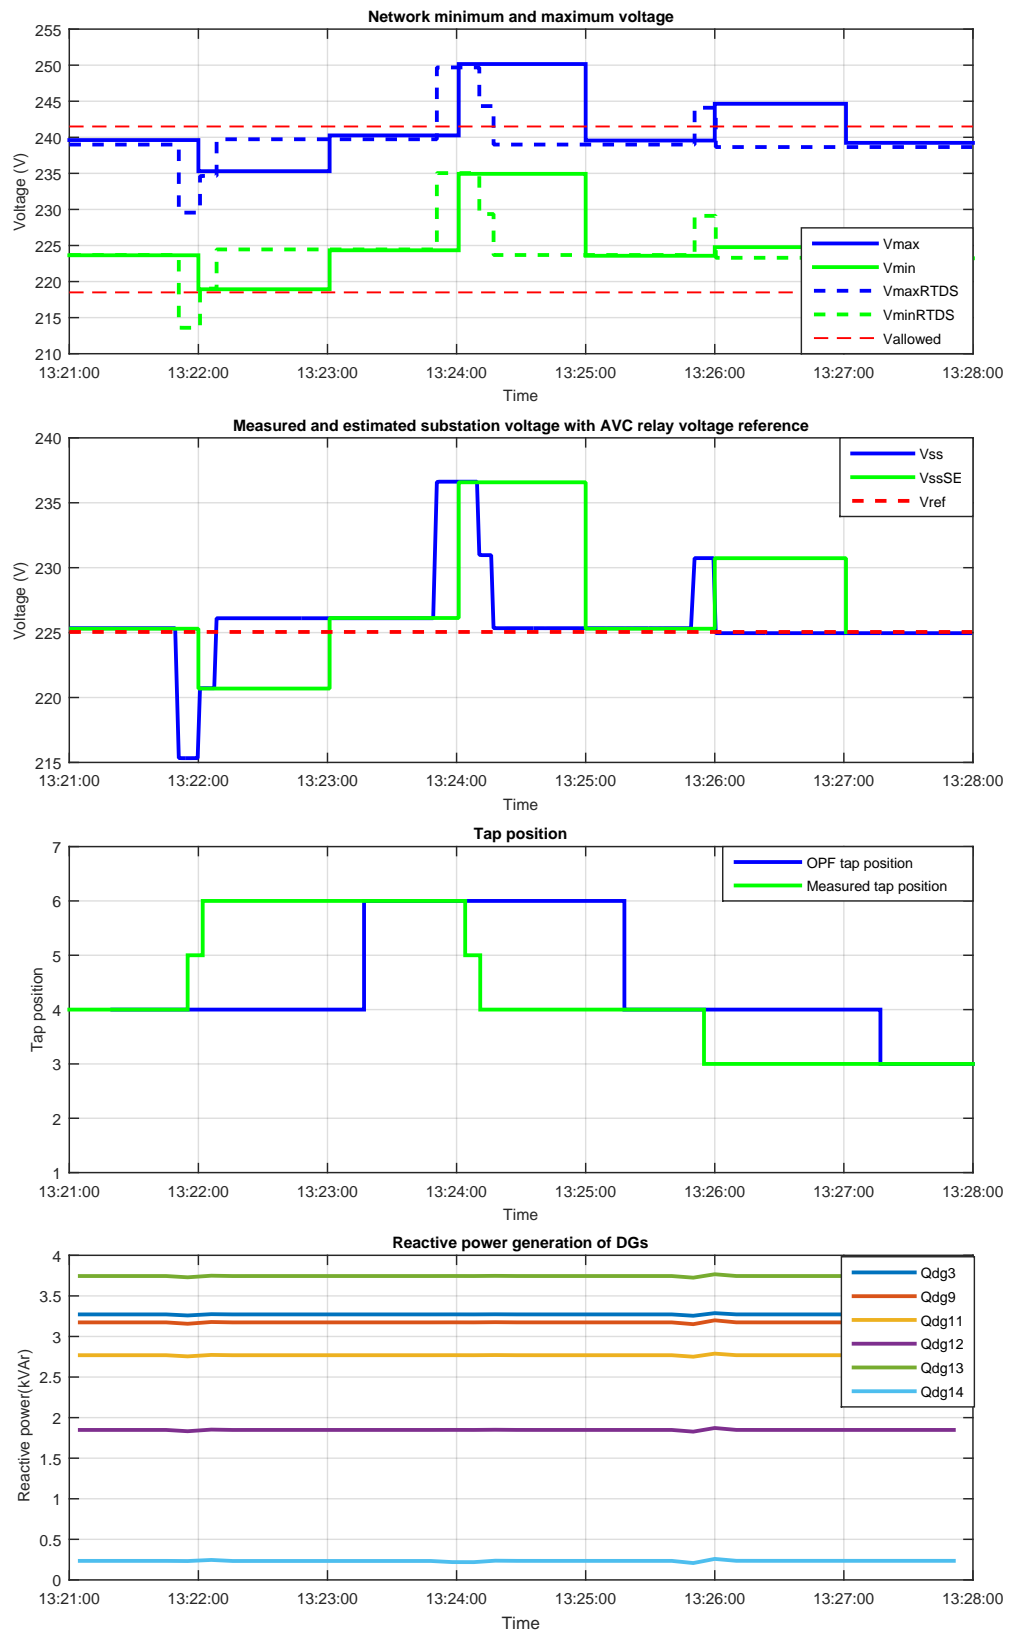 Network minimum and maximum voltage
255
250
245
240
235
230
225
220
215
210
Voltage (V)
13:21:00 13:22:00 13:23:00 13:24:00 13:25:00 13:26:00 13:27:00 13:28:00
Time
Vmax
Vmin
VmaxRTDS
VminRTDS
Vallowed
Measured and estimated substation voltage with AVC relay voltage reference
240
235
230
225
220
215
Voltage (V)
13:21:00 13:22:00 13:23:00 13:24:00 13:25:00 13:26:00 13:27:00 13:28:00
Time
Vss
VssSE
Vref
Tap position
7
6
5
4
3
2
1
Tap position
13:21:00 13:22:00 13:23:00 13:24:00 13:25:00 13:26:00 13:27:00 13:28:00
Time
OPF tap position
Measured tap position
Reactive power generation of DGs
4
3.5
3
2.5
2
1.5
1
0.5
0
Reactive power(kVAr)
13:21:00 13:22:00 13:23:00 13:24:00 13:25:00 13:26:00 13:27:00 13:28:00
Time
Qdg3
Qdg9
Qdg11
Qdg12
Qdg13
Qdg14